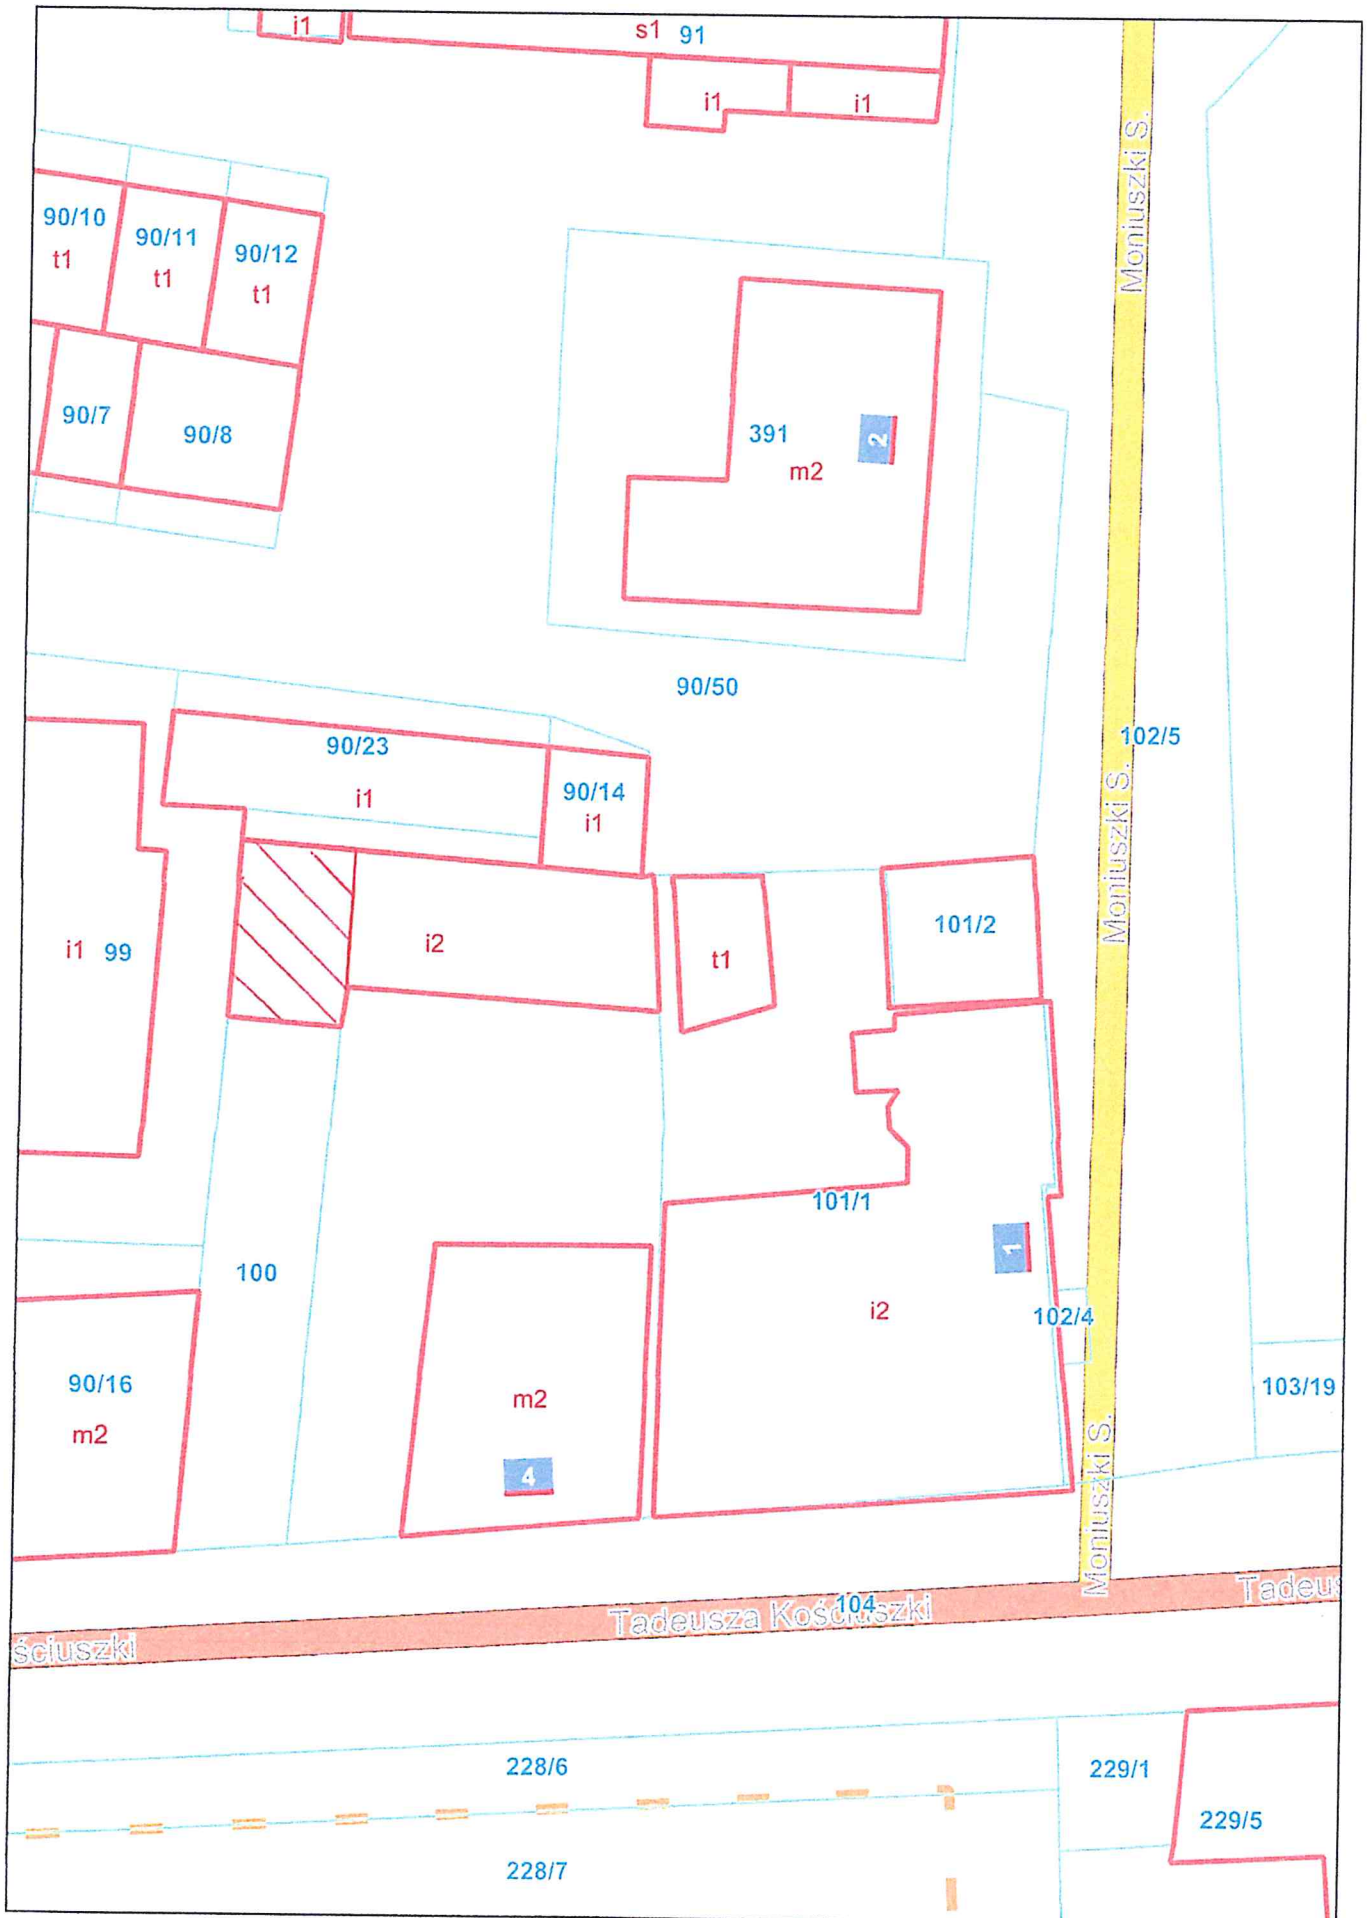 i1
s1 91
i1
i1
Moniuszki S.
90/10
t1
90/11
t1
90/12
t1
90/7
90/8
391
m2
2
90/50
102/5
Moniuszki S.
90/23
i1
90/14
i1
i1 99
i2
t1
101/2
101/1
1
100
i2
102/4
90/16
m2
m2
4
103/19
Moniuszki S.
104
Tadeusza Kościuszki
Tadeus
ściuszki
228/6
229/1
229/5
228/7